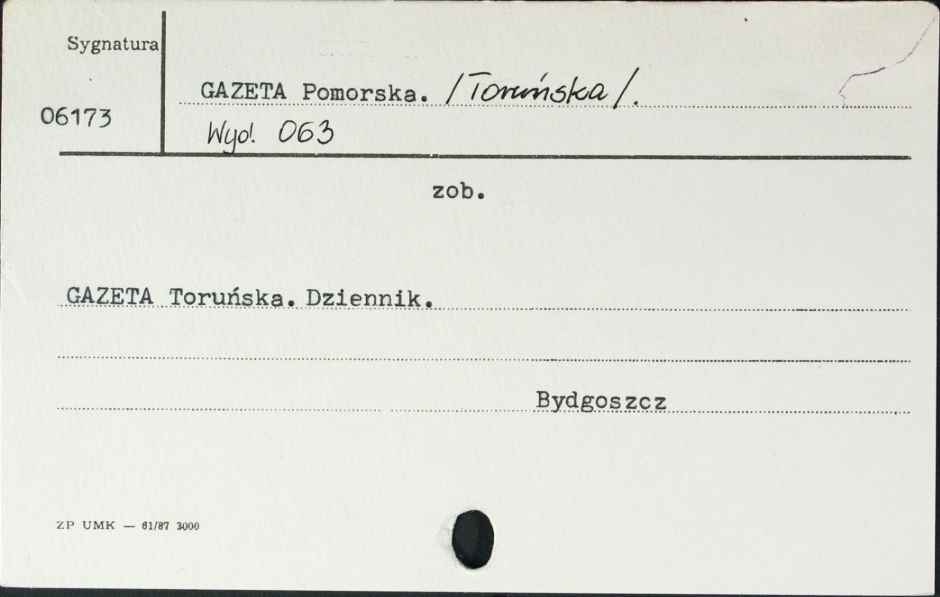 Sygnatura
06173
GAZETA Pomorska. /Toruńska/.
Wyd. 063
zob.
GAZETA Toruńska. Dziennik.
Bydgoszcz
ZP UMK — 61/87 3000